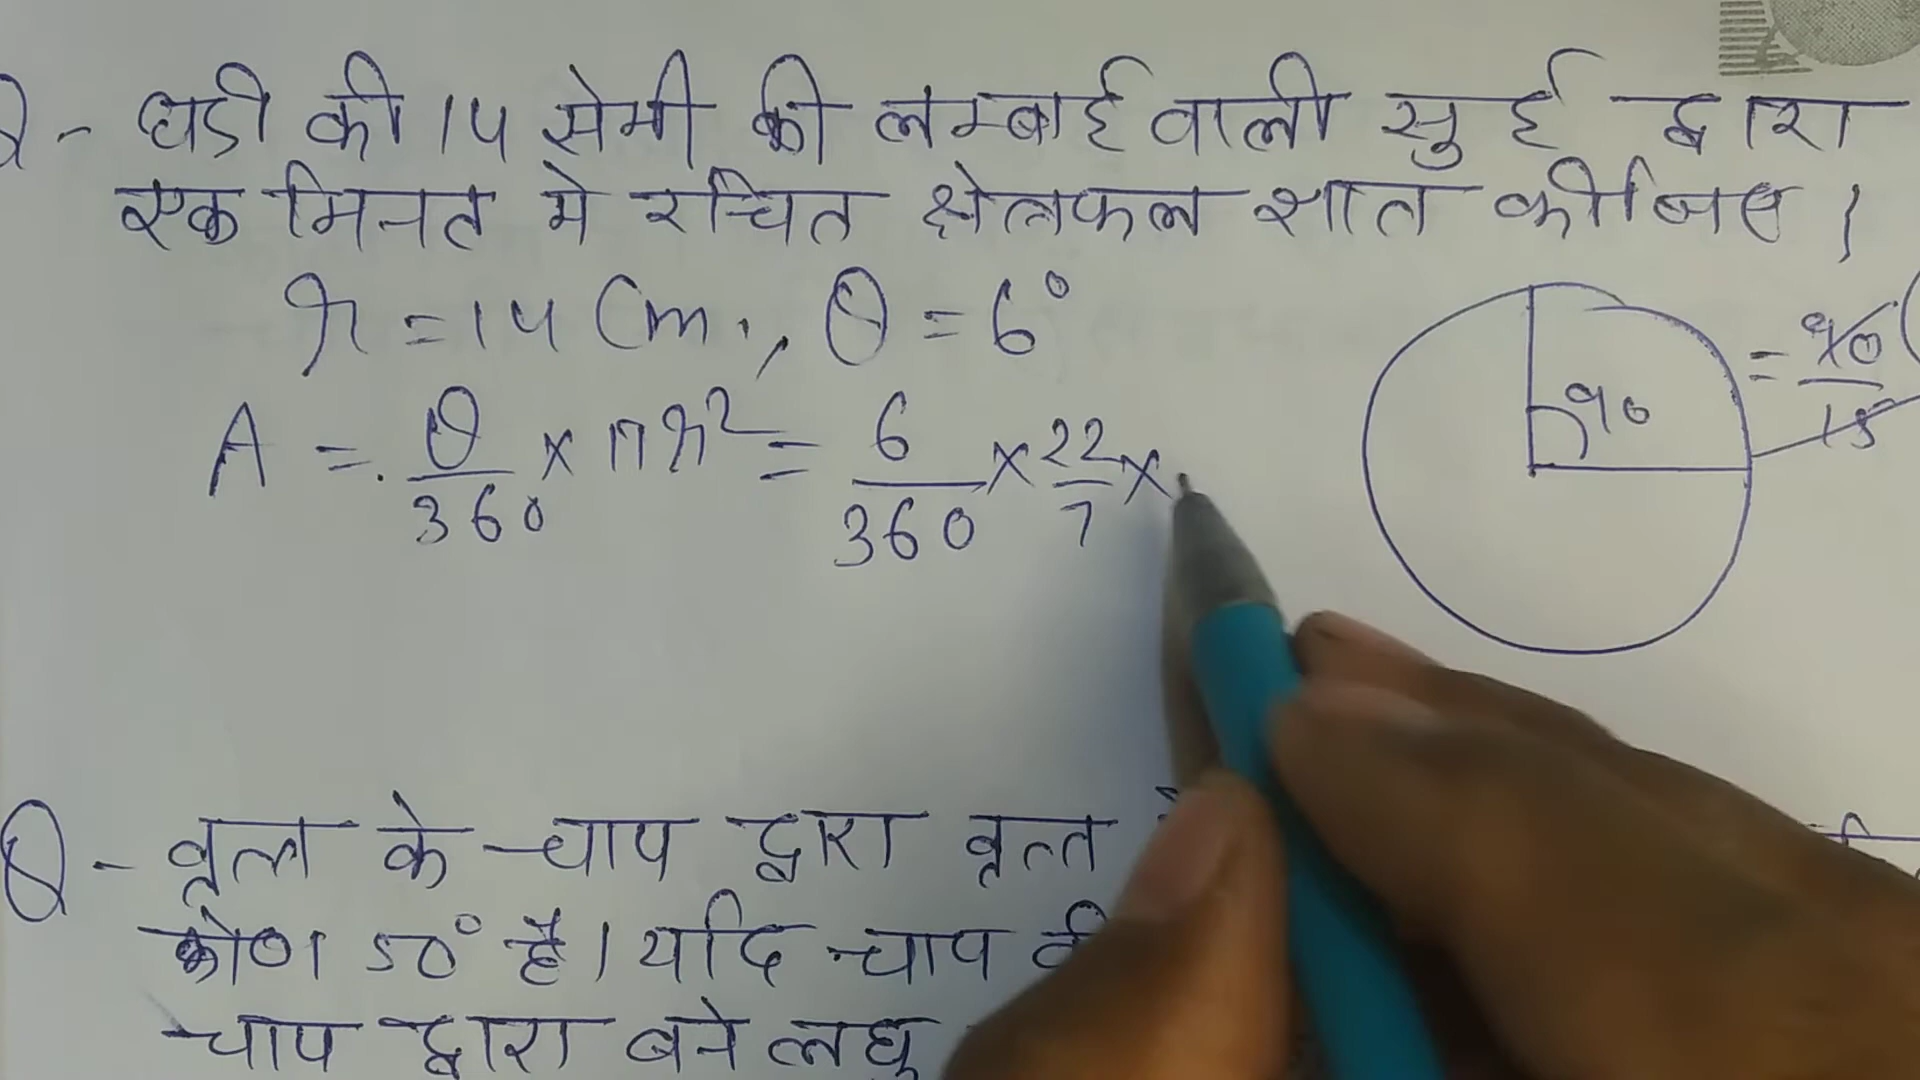 Q - घडी की 14 सेमी की लम्बाई वाली सुई द्वारा
एक मिनट मे रचित क्षेत्रफल ज्ञात कीजिए ।
r = 14 Cm., θ = 6°
A = θ/360 × πr² = 6/360 × 22/7 ×
90
= 90/15
Q - वृत्त के चाप द्वारा वृत्त
कोण 50° है। यदि चाप की
चाप द्वारा बने लघु